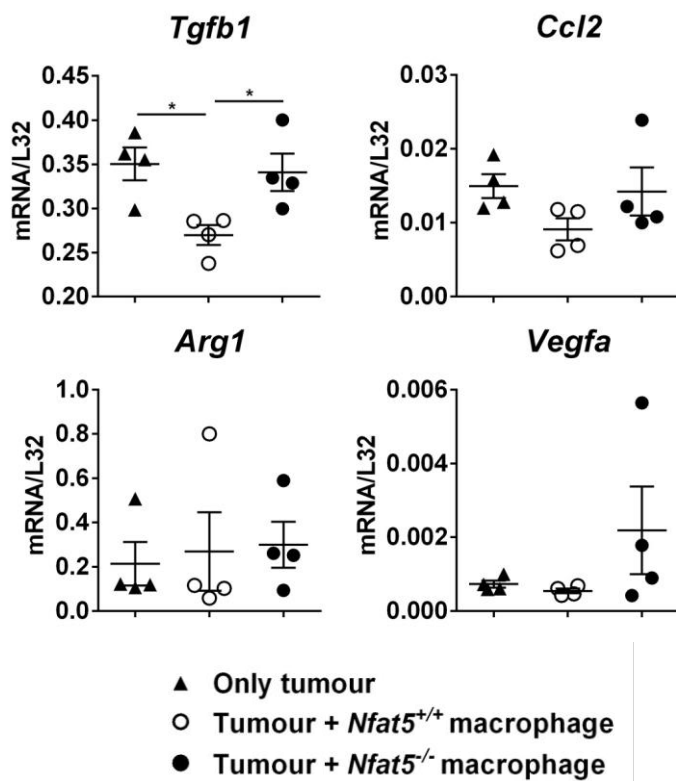 Tgfb1
Ccl2
mRNA/L32
0.45
0.40
0.35
0.30
0.25
0.20
*
*
mRNA/L32
0.03
0.02
0.01
0.00
Arg1
Vegfa
mRNA/L32
1.0
0.8
0.6
0.4
0.2
0.0
mRNA/L32
0.006
0.004
0.002
0.000
▲ Only tumour
○ Tumour + Nfat5+/+ macrophage
● Tumour + Nfat5-/- macrophage